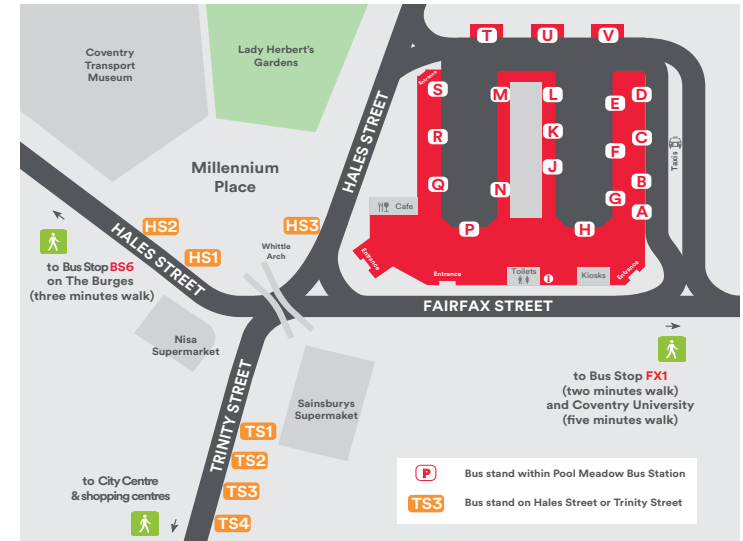 Coventry
Transport
Museum
Lady Herbert's
Gardens
T
U
V
Entrance
S
M
L
E
D
R
K
C
F
J
Taxis
Q
N
B
G
A
P
H
Millennium
Place
HALES STREET
Cafe
HS2
HS1
HS3
HALES STREET
Whittle
Arch
to Bus Stop BS6
on The Burges
(three minutes walk)
Entrance
Entrance
Toilets
i
Kiosks
Entrance
FAIRFAX STREET
Nisa
Supermarket
TRINITY STREET
Sainsburys
Supermaket
to Bus Stop FX1
(two minutes walk)
and Coventry University
(five minutes walk)
TS1
TS2
TS3
TS4
to City Centre
& shopping centres
P
Bus stand within Pool Meadow Bus Station
TS3
Bus stand on Hales Street or Trinity Street